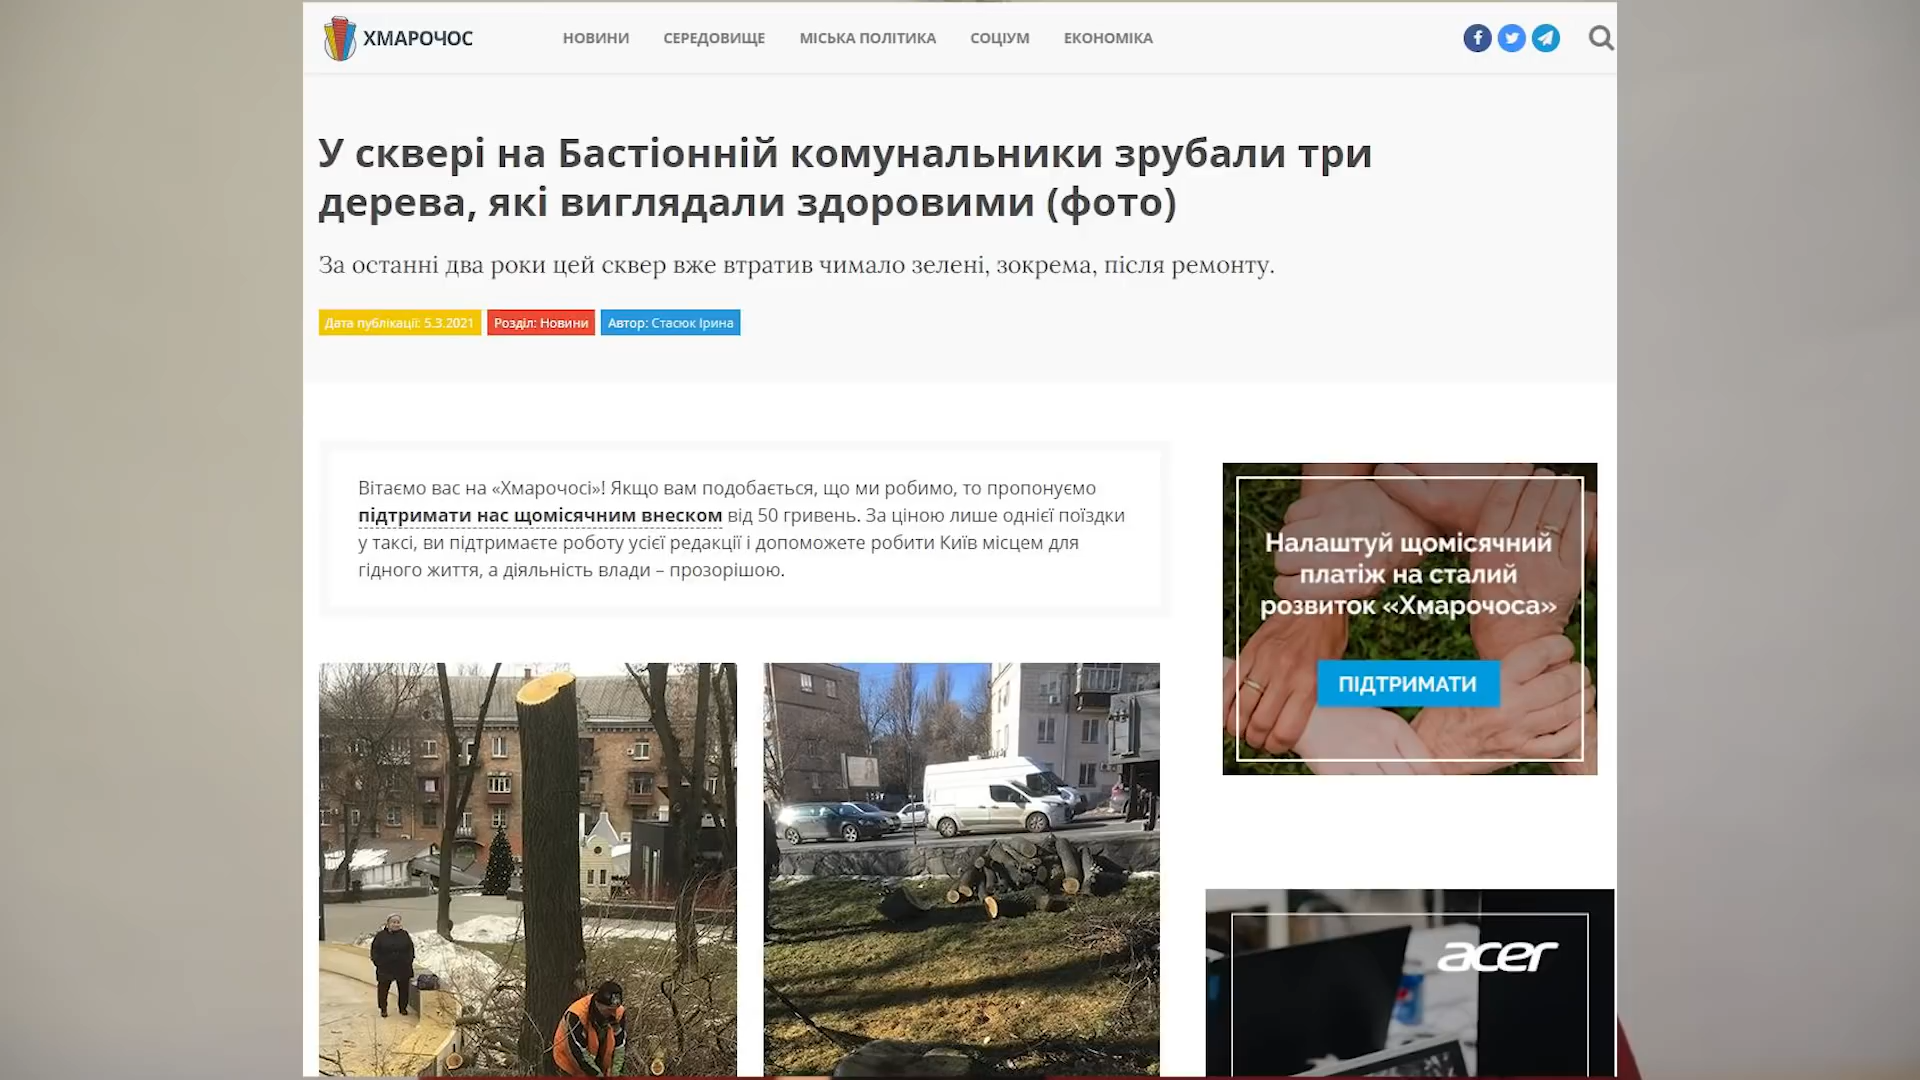 ХМАРОЧОС
НОВИНИ СЕРЕДОВИЩЕ МІСЬКА ПОЛІТИКА СОЦІУМ ЕКОНОМІКА
У сквері на Бастіонній комунальники зрубали три
дерева, які виглядали здоровими (фото)
За останні два роки цей сквер вже втратив чимало зелені, зокрема, після ремонту.
Дата публікації: 5.3.2021 Розділ: Новини Автор: Стасюк Ірина
Вітаємо вас на «Хмарочосі»! Якщо вам подобається, що ми робимо, то пропонуємо
підтримати нас щомісячним внеском від 50 гривень. За ціною лише однієї поїздки
у таксі, ви підтримаєте роботу усієї редакції і допоможете робити Київ місцем для
гідного життя, а діяльність влади – прозорішою.
Налаштуй щомісячний
платіж на сталий
розвиток «Хмарочоса»
ПІДТРИМАТИ
acer